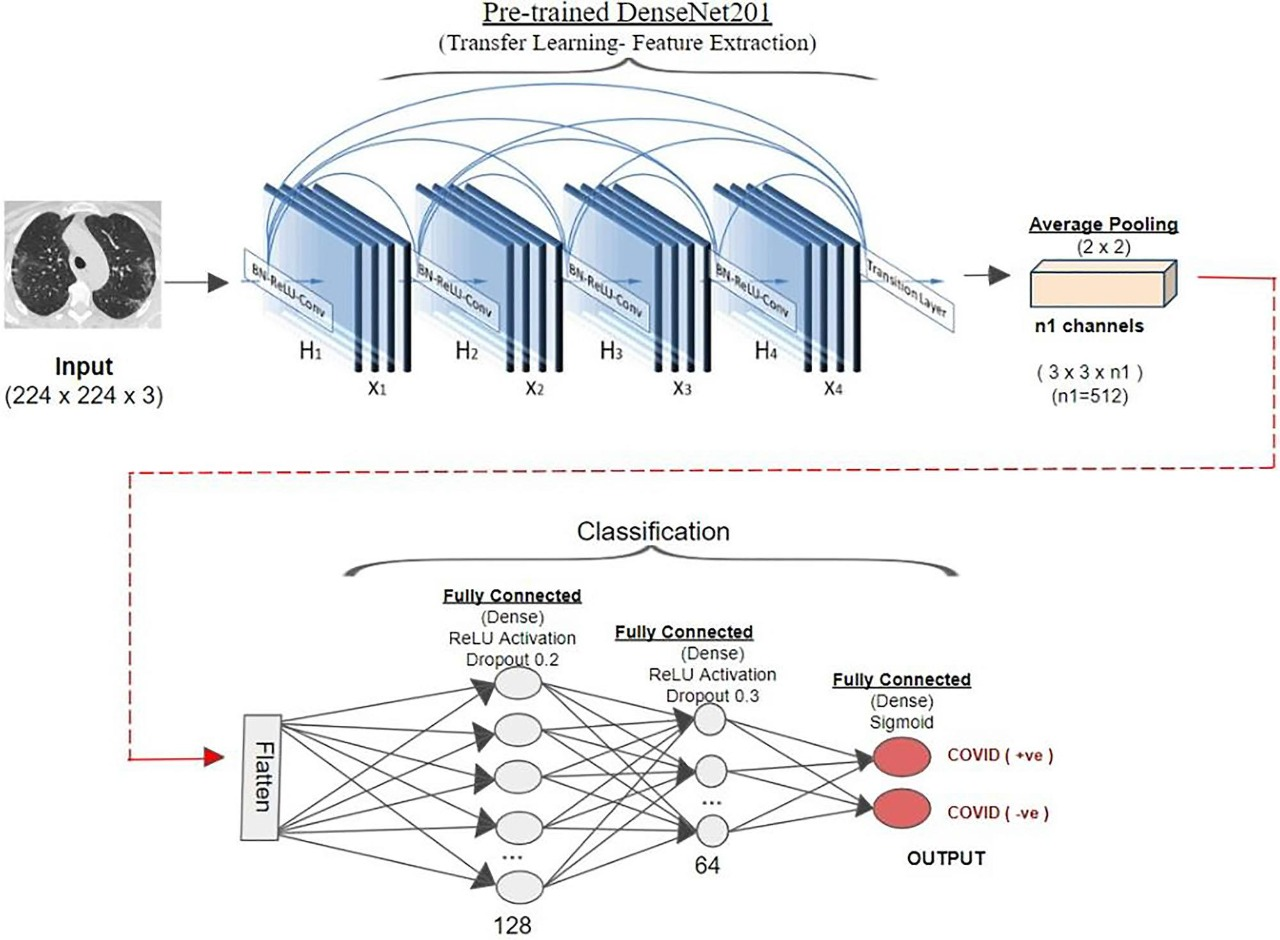 Pre-trained DenseNet201
(Transfer Learning- Feature Extraction)
Input
(224 x 224 x 3)
BN-ReLU-Conv
H1
X1
BN-ReLU-Conv
H2
X2
BN-ReLU-Conv
H3
X3
BN-ReLU-Conv
H4
X4
Transition Layer
Average Pooling
(2 x 2)
n1 channels
( 3 x 3 x n1 )
(n1=512)
Classification
Flatten
Fully Connected
(Dense)
ReLU Activation
Dropout 0.2
...
128
Fully Connected
(Dense)
ReLU Activation
Dropout 0.3
...
64
Fully Connected
(Dense)
Sigmoid
COVID ( +ve )
COVID ( -ve )
OUTPUT